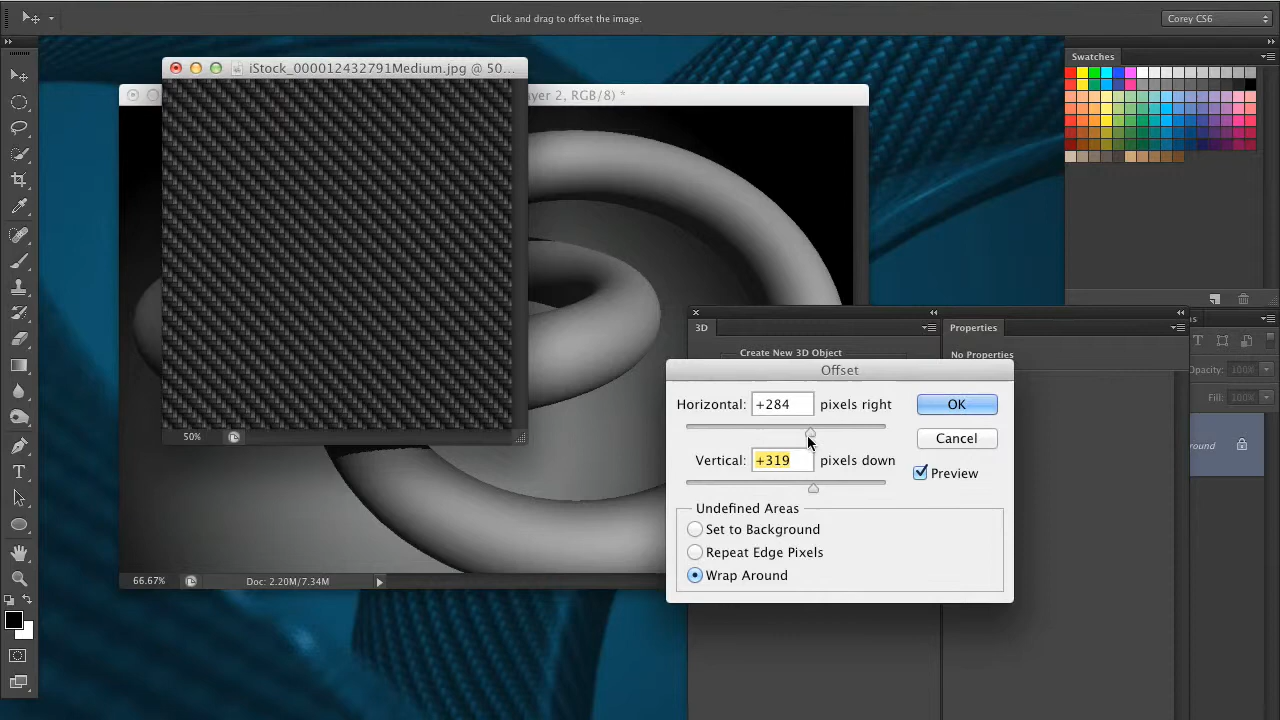 Click and drag to offset the image.
Corey CS6
iStock_000012432791Medium.jpg @ 50...
ayer 2, RGB/8) *
Swatches
50%
3D
Properties
Create New 3D Object
No Properties
Offset
Horizontal: +284 pixels right
OK
Cancel
Vertical: +319 pixels down
Preview
Undefined Areas
Set to Background
Repeat Edge Pixels
Wrap Around
Opacity: 100%
Fill: 100%
round
66.67%
Doc: 2.20M/7.34M